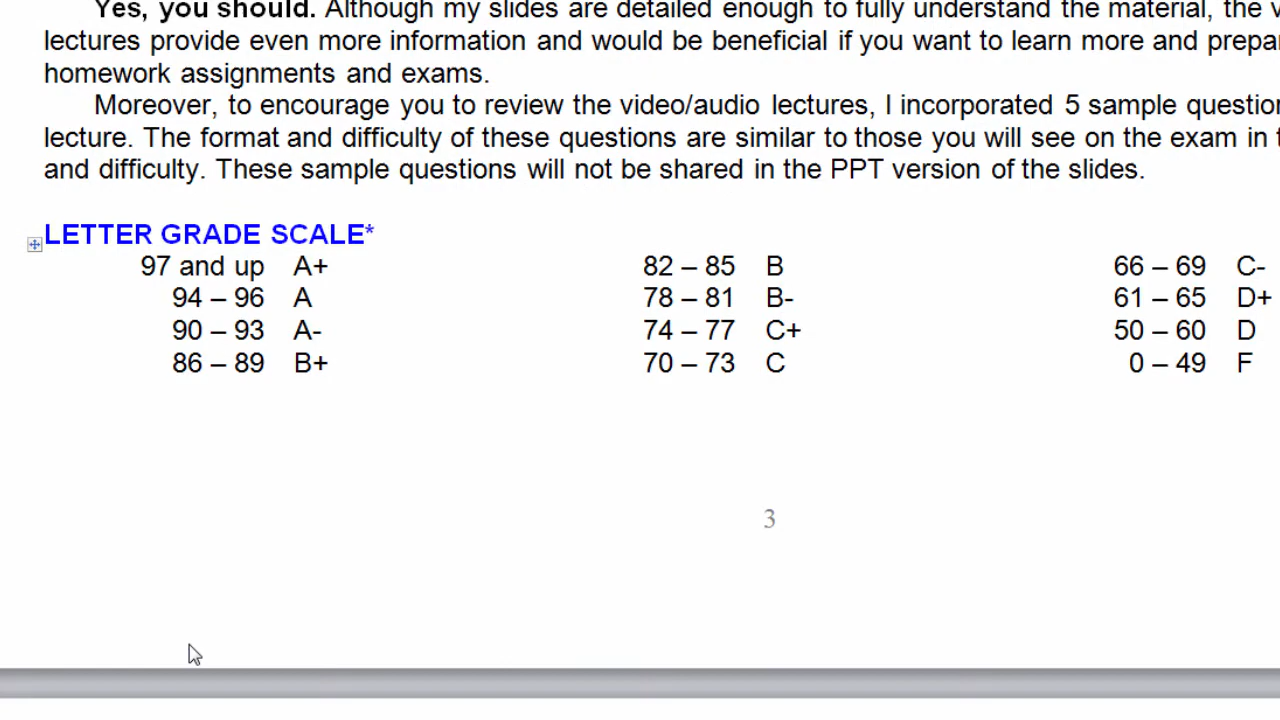 Yes, you should. Although my slides are detailed enough to fully understand the material, the
lectures provide even more information and would be beneficial if you want to learn more and
homework assignments and exams.
Moreover, to encourage you to review the video/audio lectures, I incorporated 5 sample
lecture. The format and difficulty of these questions are similar to those you will see on the exam in
and difficulty. These sample questions will not be shared in the PPT version of the slides.
LETTER GRADE SCALE*
97 and up A+ 82 – 85 B 66 – 69 C-
94 – 96 A 78 – 81 B- 61 – 65 D+
90 – 93 A- 74 – 77 C+ 50 – 60 D
86 – 89 B+ 70 – 73 C 0 – 49 F
3